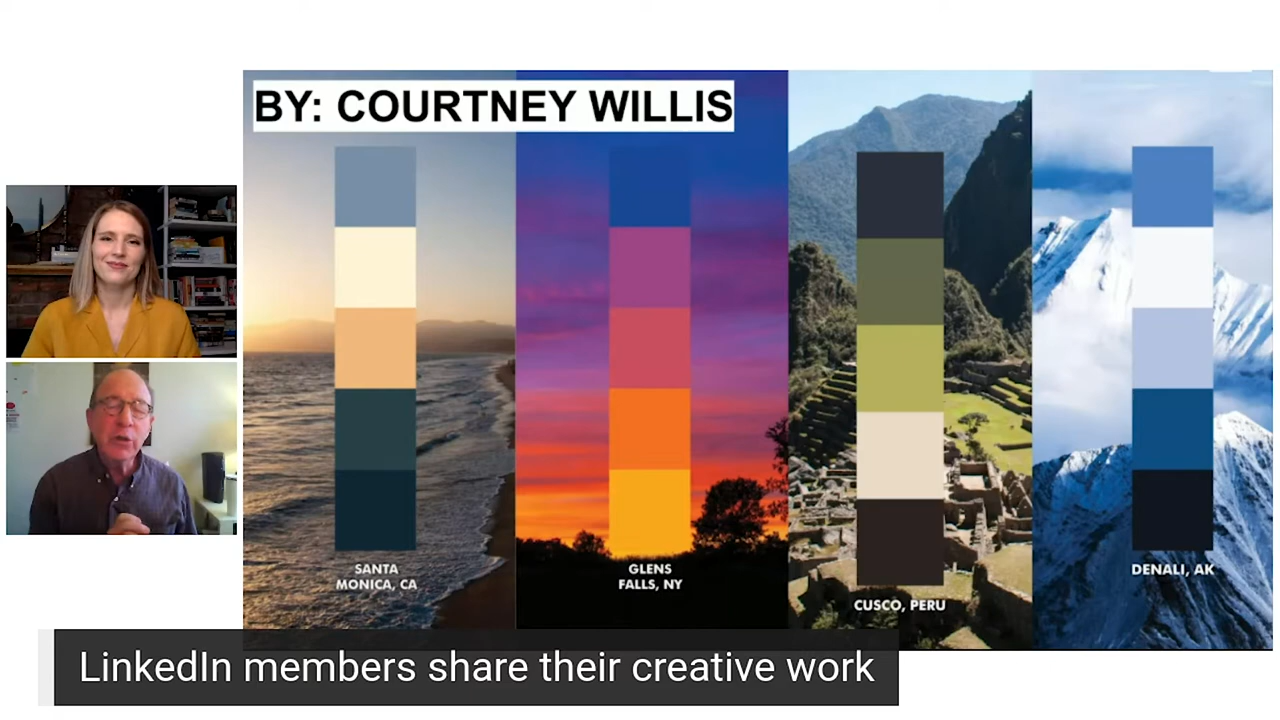 BY: COURTNEY WILLIS
SANTA
MONICA, CA
GLENS
FALLS, NY
CUSCO, PERU
DENALI, AK
LinkedIn members share their creative work